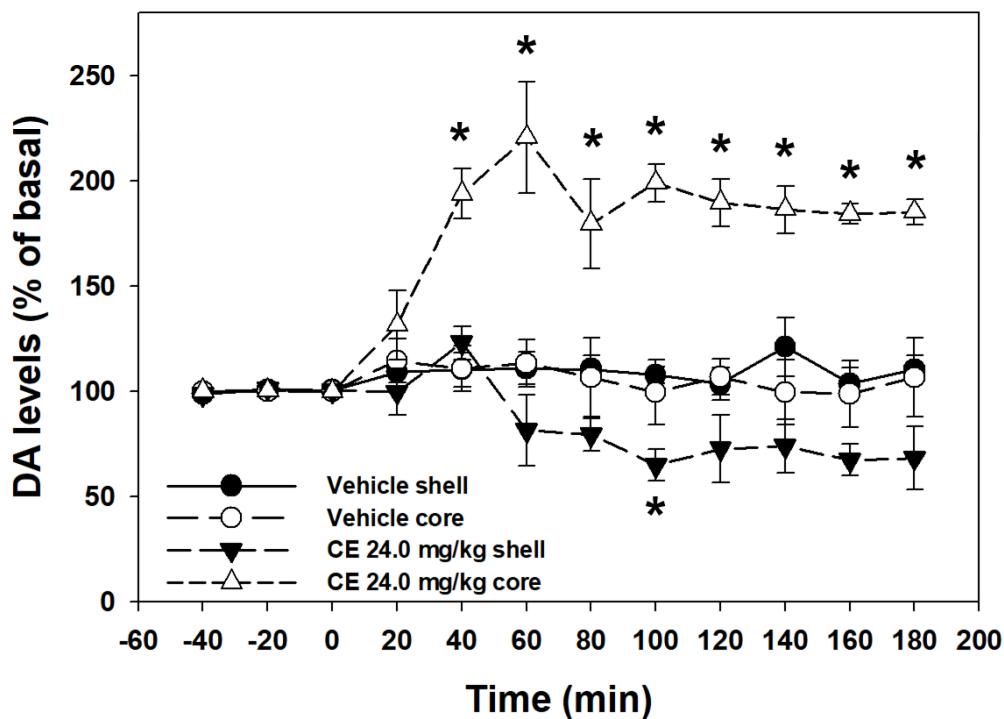 DA levels (% of basal)
250
200
150
100
50
0
* * * * * * * *
*
Vehicle shell
Vehicle core
CE 24.0 mg/kg shell
CE 24.0 mg/kg core
-60 -40 -20 0 20 40 60 80 100 120 140 160 180 200
Time (min)